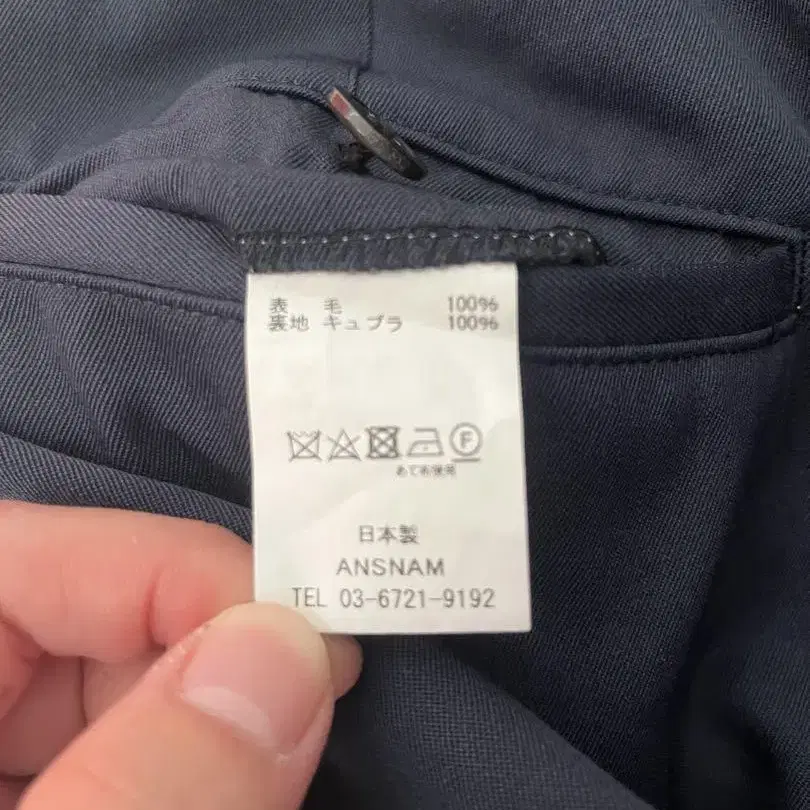 表 毛 100%
裏地 キュプラ 100%
F
あて布使用
日本製
ANSNAM
TEL 03-6721-9192